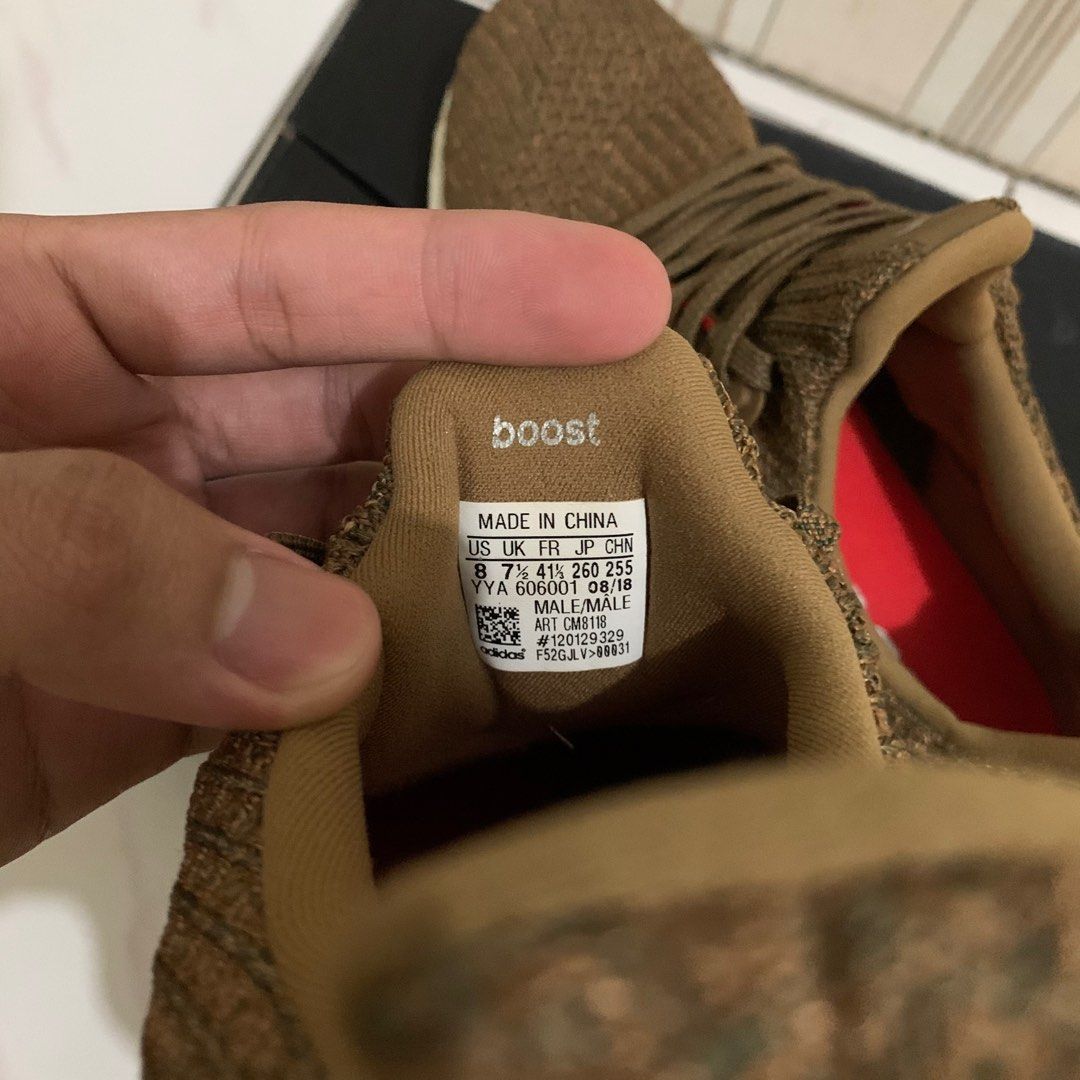 boost
MADE IN CHINA
US UK FR JP CHN
8 7½ 41⅓ 260 255
YYA 606001 08/18
MALE/MÂLE
ART CM8118
#120129329
adidas® F52GJLV>00031